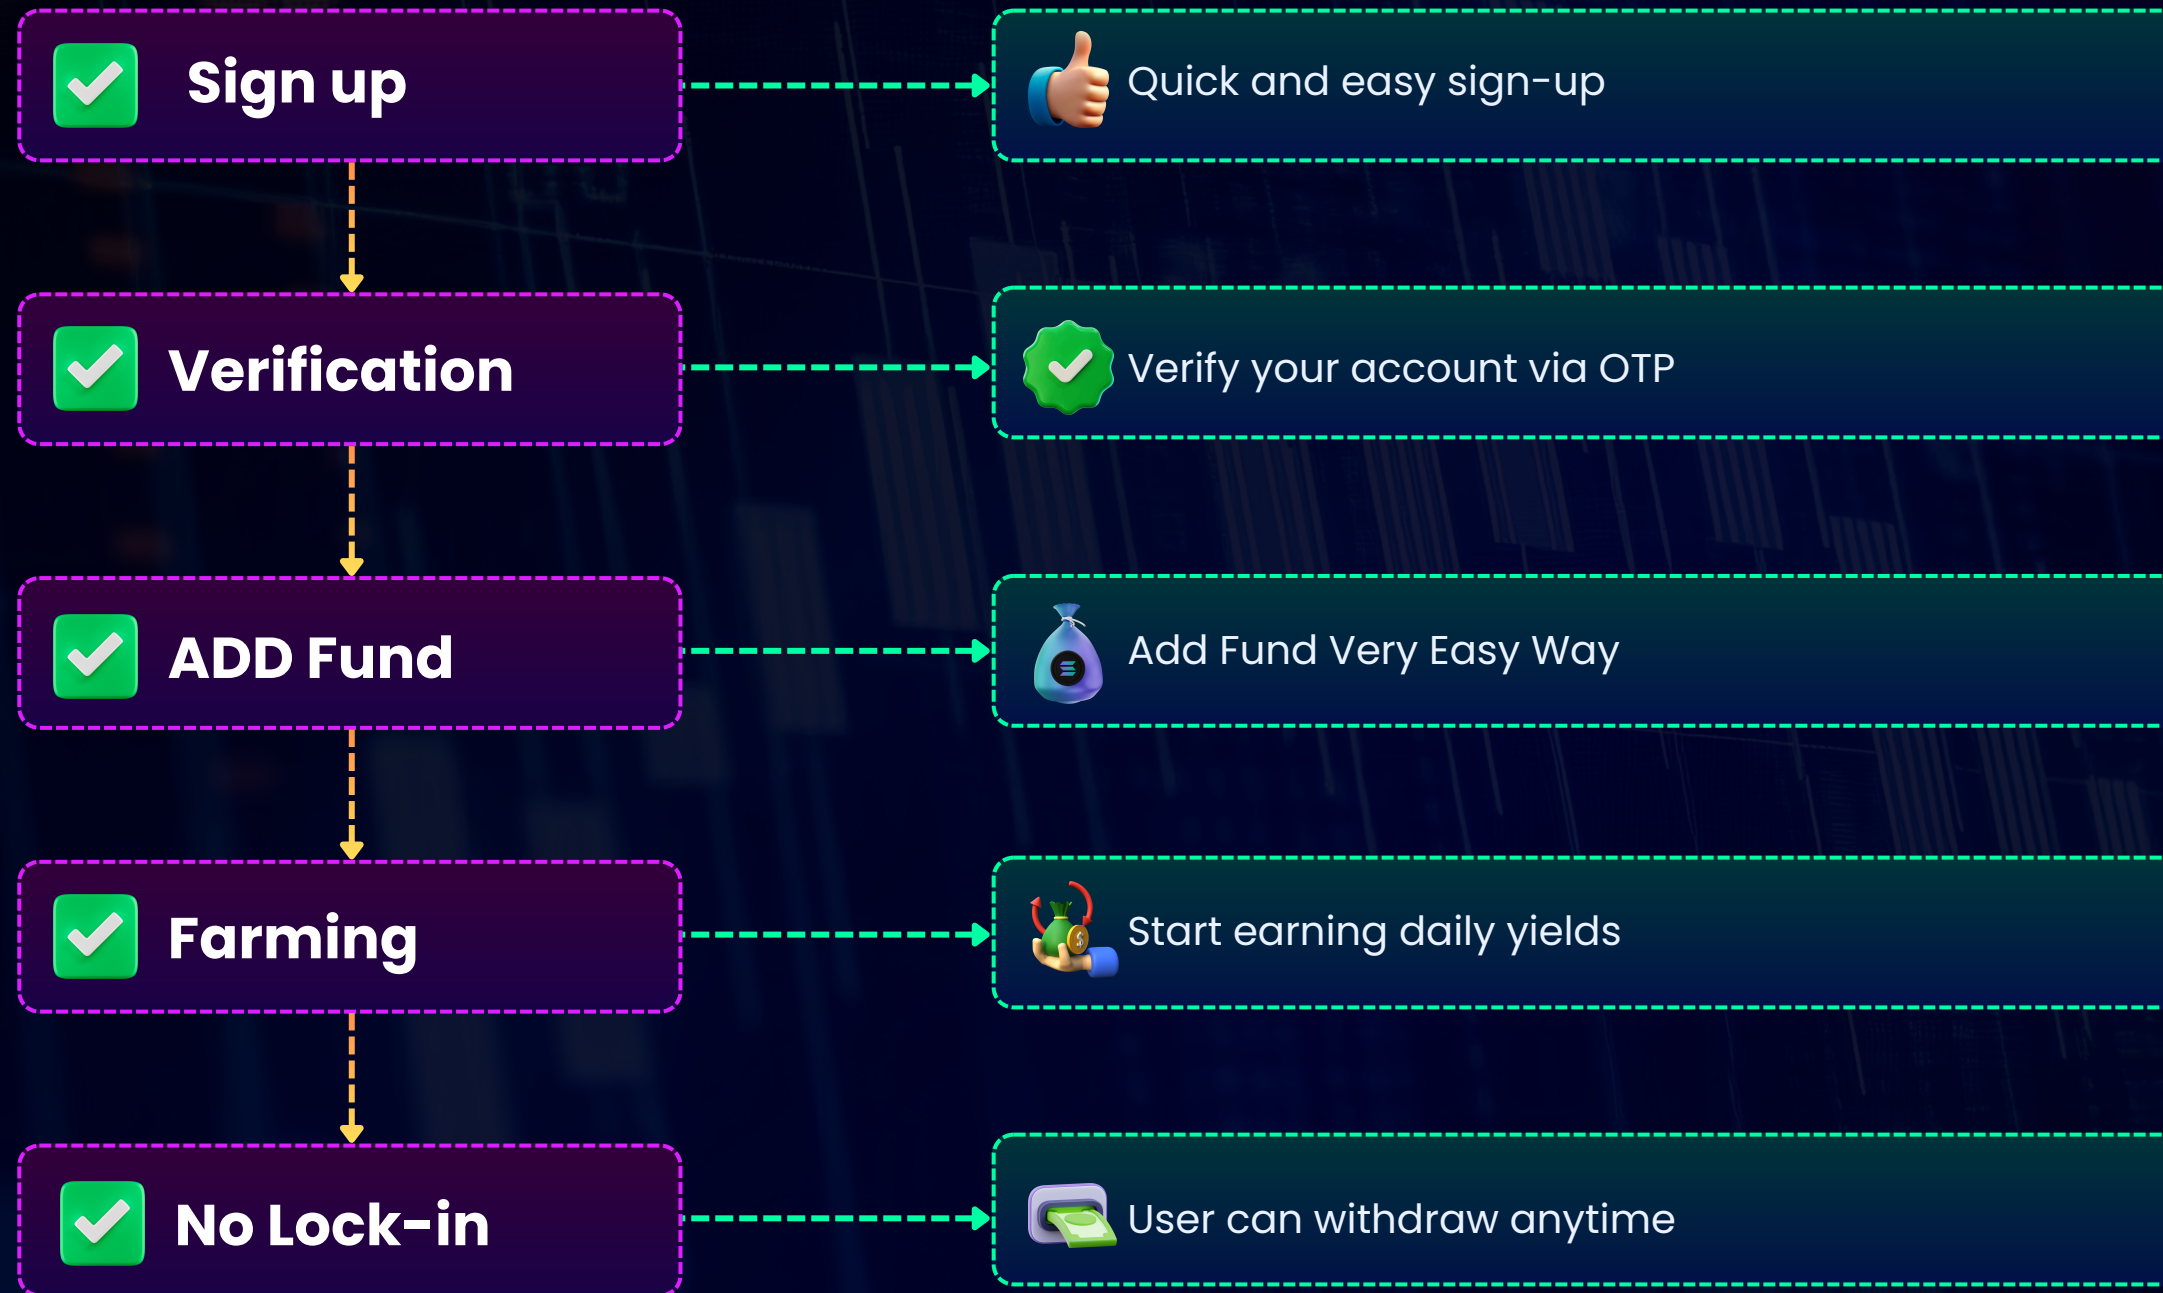 Sign up
Quick and easy sign-up
Verification
Verify your account via OTP
ADD Fund
Add Fund Very Easy Way
Farming
Start earning daily yields
No Lock-in
User can withdraw anytime